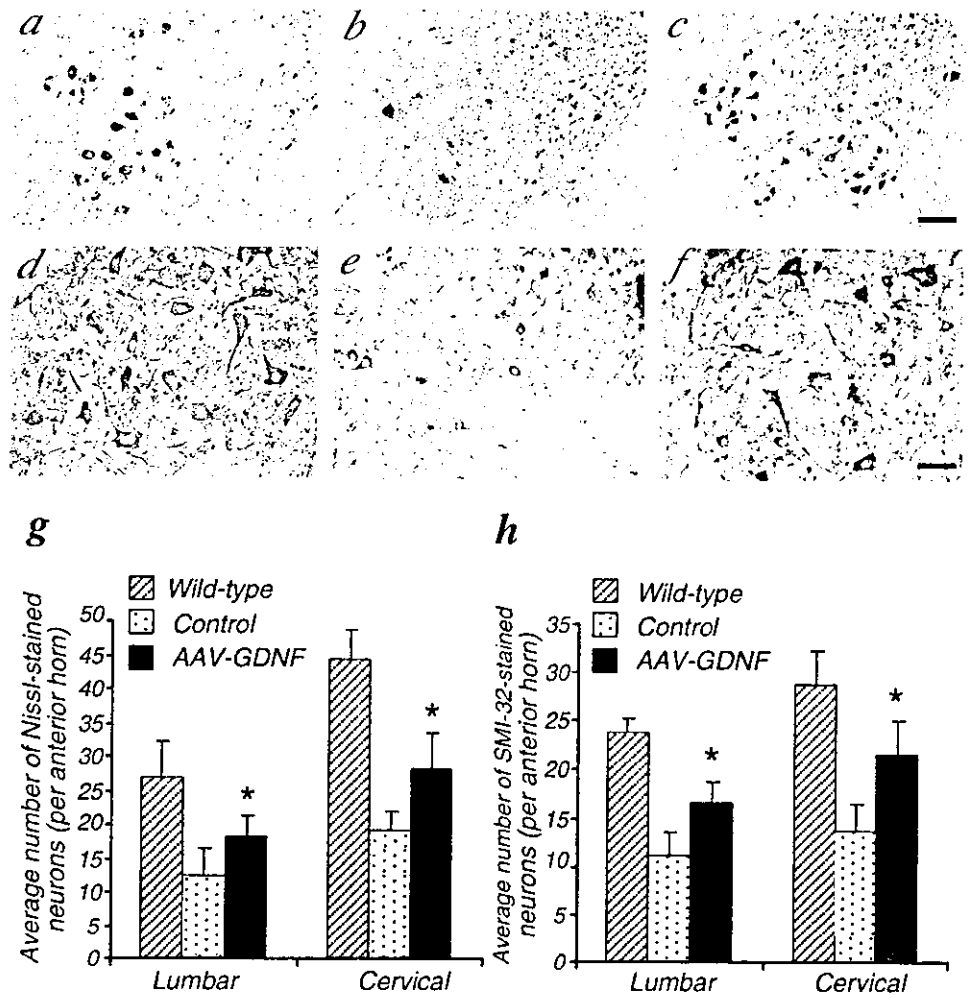 a
b
c
d
e
f
g
h
Wild-type
Control
AAV-GDNF
Average number of Nissl-stained
neurons (per anterior horn)
50
45
40
35
30
25
20
15
10
5
0
*
*
Lumbar
Cervical
Wild-type
Control
AAV-GDNF
Average number of SMI-32-stained
neurons (per anterior horn)
35
30
25
20
15
10
5
0
*
*
Lumbar
Cervical